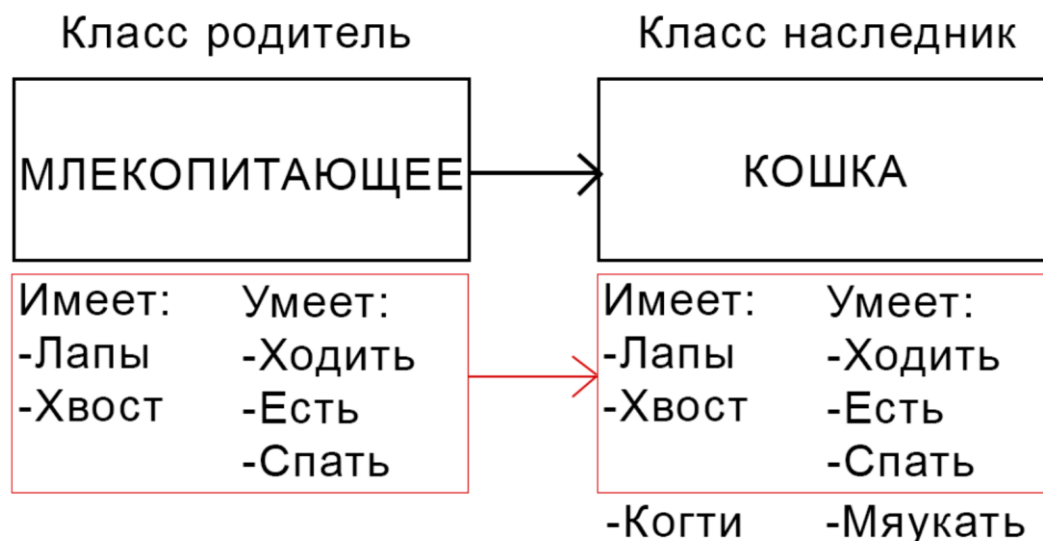 Класс родитель
МЛЕКОПИТАЮЩЕЕ
Имеет:
-Лапы
-Хвост
Умеет:
-Ходить
-Есть
-Спать
Класс наследник
КОШКА
Имеет:
-Лапы
-Хвост
-Когти
Умеет:
-Ходить
-Есть
-Спать
-Мяукать